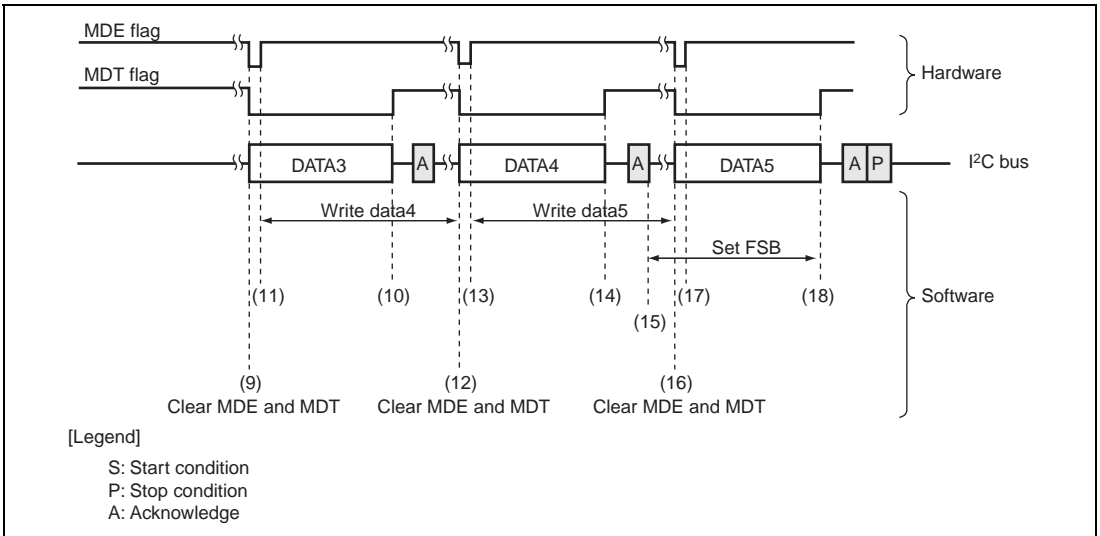 MDE flag
MDT flag
Hardware
DATA3
A
DATA4
A
DATA5
A
P
I2C bus
Write data4
Write data5
Set FSB
(11)
(10)
(13)
(14)
(17)
(18)
Software
(15)
(9)
(12)
(16)
Clear MDE and MDT
Clear MDE and MDT
Clear MDE and MDT
[Legend]
S: Start condition
P: Stop condition
A: Acknowledge